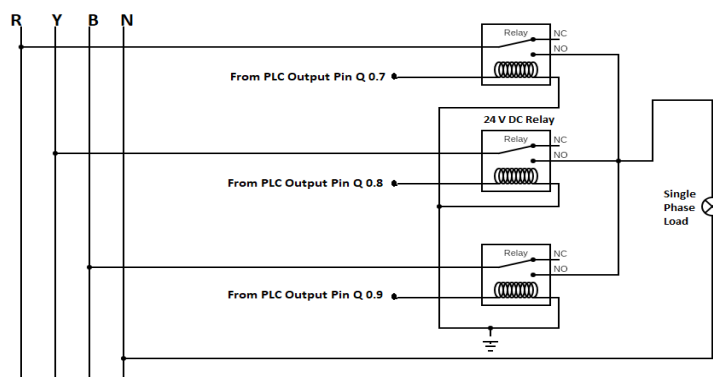 R Y B N
Relay
NC
NO
From PLC Output Pin Q 0.7
24 V DC Relay
Relay
NC
NO
From PLC Output Pin Q 0.8
Single
Phase
Load
Relay
NC
NO
From PLC Output Pin Q 0.9